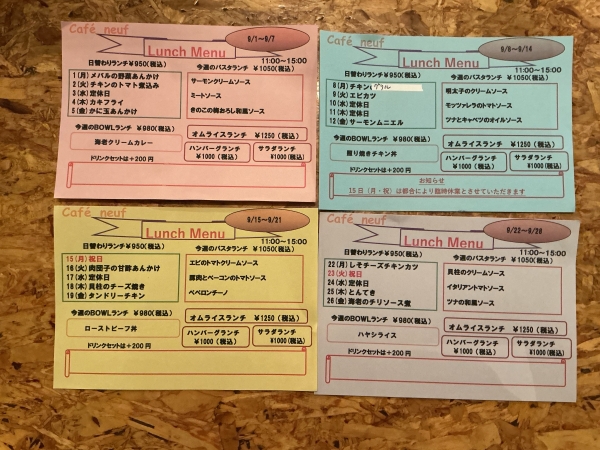 Café neuf
9/1～9/7
Lunch Menu
11:00～15:00
日替わりランチ¥950(税込)
1(月)メバルの野菜あんかけ
2(火)チキンのトマト煮込み
3(水)定休日
4(木)カキフライ
5(金)かに玉あんかけ
今週のパスタランチ ¥1050(税込)
サーモンクリームソース
ミートソース
きのこの梅おろし和風ソース
今週のBOWLランチ ¥980(税込)
海老クリームカレー
ドリンクセットは＋200円
オムライスランチ ¥1250(税込)
ハンバーグランチ
¥1000(税込)
サラダランチ
¥1000(税込)
Café neuf
9/8～9/14
Lunch Menu
11:00～15:00
日替わりランチ¥950(税込)
8(月)チキングリル
9(火)エビカツ
10(水)定休日
11(木)定休日
12(金)サーモンムニエル
今週のパスタランチ ¥1050(税込)
明太子のクリームソース
モッツァレラのトマトソース
ツナとキャベツのオイルソース
今週のBOWLランチ ¥980(税込)
照り焼きチキン丼
ドリンクセットは＋200円
オムライスランチ ¥1250(税込)
ハンバーグランチ
¥1000(税込)
サラダランチ
¥1000(税込)
お知らせ
15日(月・祝)は都合により臨時休業とさせていただきます
Café neuf
9/15～9/21
Lunch Menu
11:00～15:00
日替わりランチ¥950(税込)
15(月)祝日
16(火)肉団子の甘酢あんかけ
17(水)定休日
18(木)貝柱のチーズ焼き
19(金)タンドリーチキン
今週のパスタランチ ¥1050(税込)
エビのトマトクリームソース
豚肉とベーコンのトマトソース
ペペロンチーノ
今週のBOWLランチ ¥980(税込)
ローストビーフ丼
ドリンクセットは＋200円
オムライスランチ ¥1250(税込)
ハンバーグランチ
¥1000(税込)
サラダランチ
¥1000(税込)
Café neuf
9/22～9/28
Lunch Menu
11:00～15:00
日替わりランチ¥950(税込)
22(月)しそチーズチキンカツ
23(火)祝日
24(水)定休日
25(木)とんてき
26(金)海老のチリソース煮
今週のパスタランチ ¥1050(税込)
貝柱のクリームソース
イタリアントマトソース
ツナの和風ソース
今週のBOWLランチ ¥980(税込)
ハヤシライス
ドリンクセットは＋200円
オムライスランチ ¥1250(税込)
ハンバーグランチ
¥1000(税込)
サラダランチ
¥1000(税込)